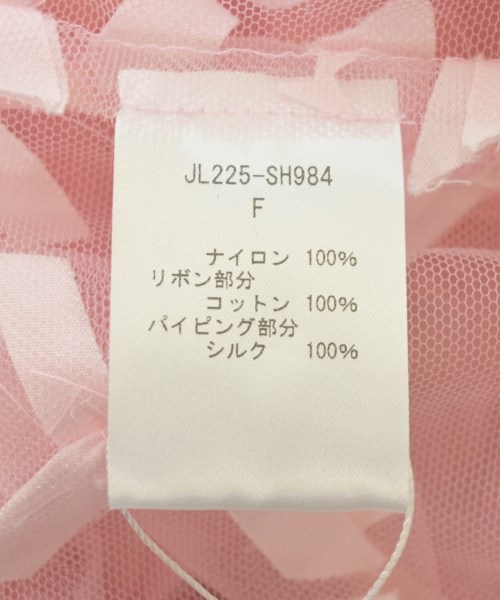 JL225-SH984
F
ナイロン 100%
リボン部分
コットン 100%
パイピング部分
シルク 100%